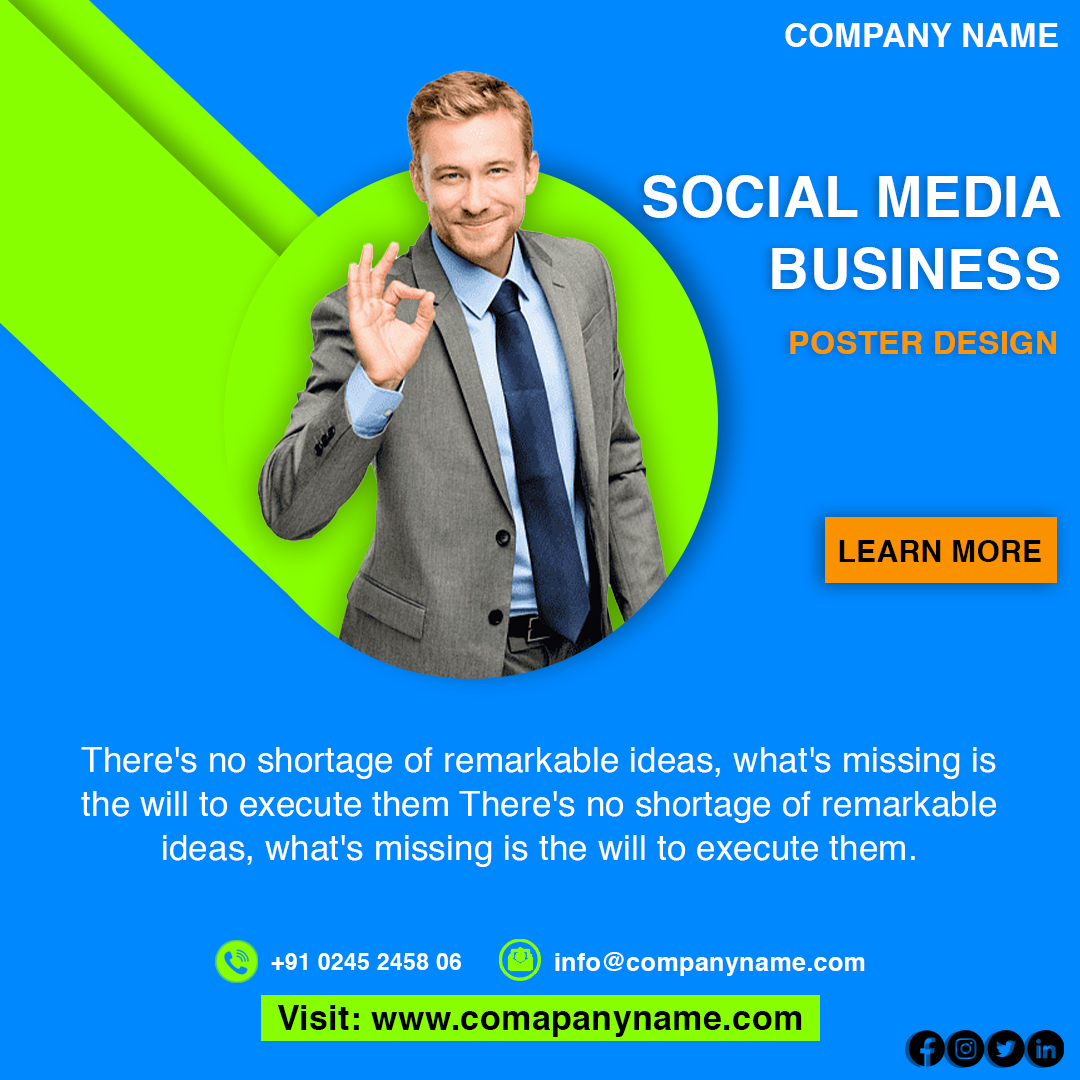 COMPANY NAME
SOCIAL MEDIA
BUSINESS
POSTER DESIGN
LEARN MORE
There's no shortage of remarkable ideas, what's missing is
the will to execute them There's no shortage of remarkable
ideas, what's missing is the will to execute them.
+91 0245 2458 06
info@companyname.com
Visit: www.comapanyname.com